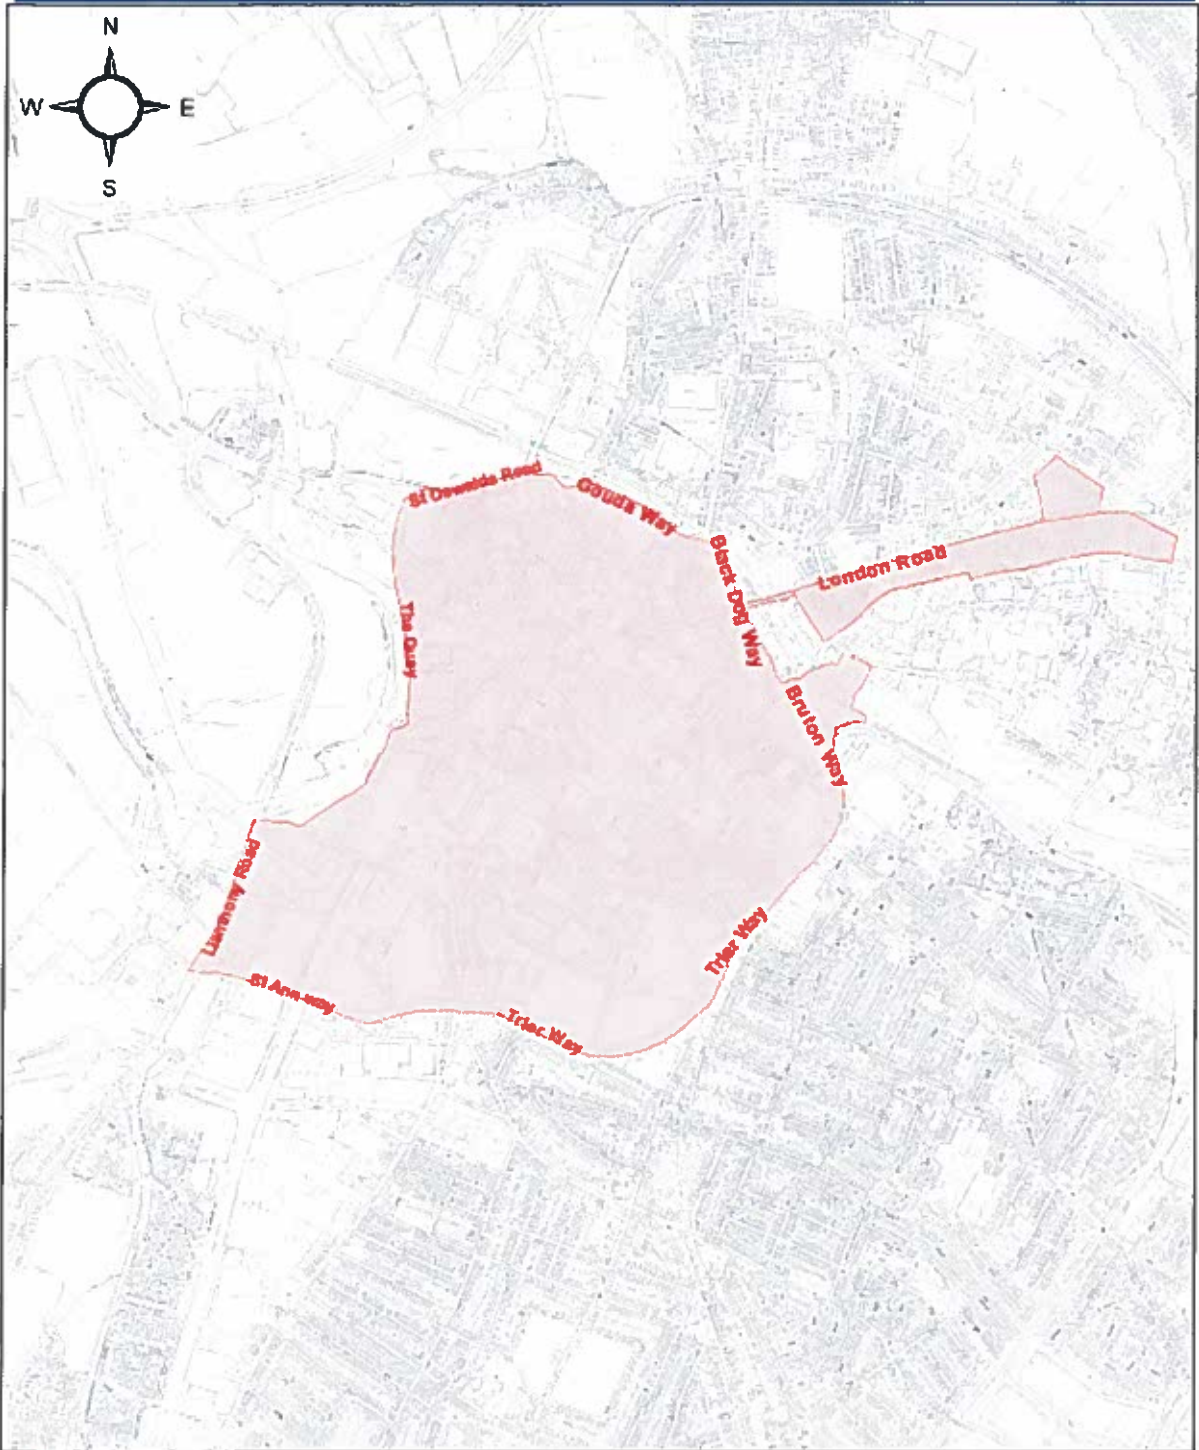 N
W E
S
St Oswalds Road
Gouda Way
Black Dog Way
London Road
The Quay
Bruton Way
Llanthony Road
Trier Way
St Ann way
Trier Way